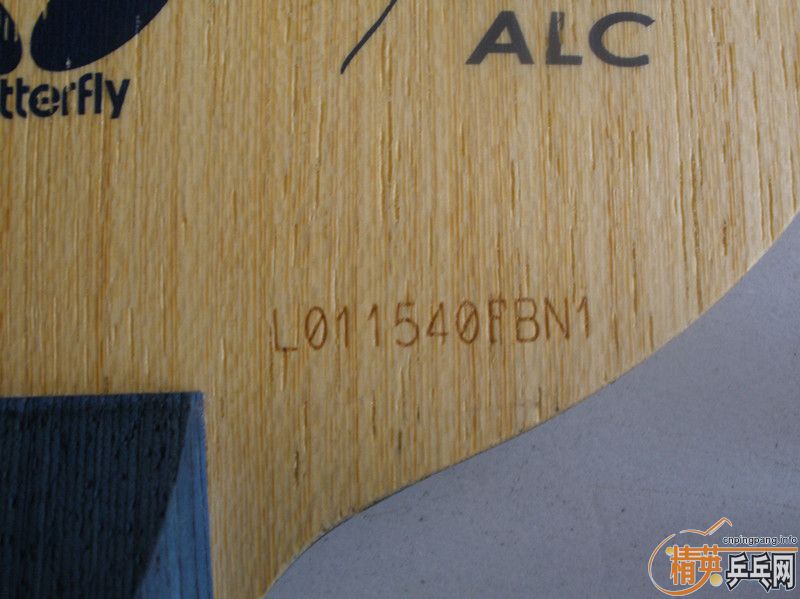 ALC
tterfly
L011540FBN1
cnpingpang.info
精英乒乓网